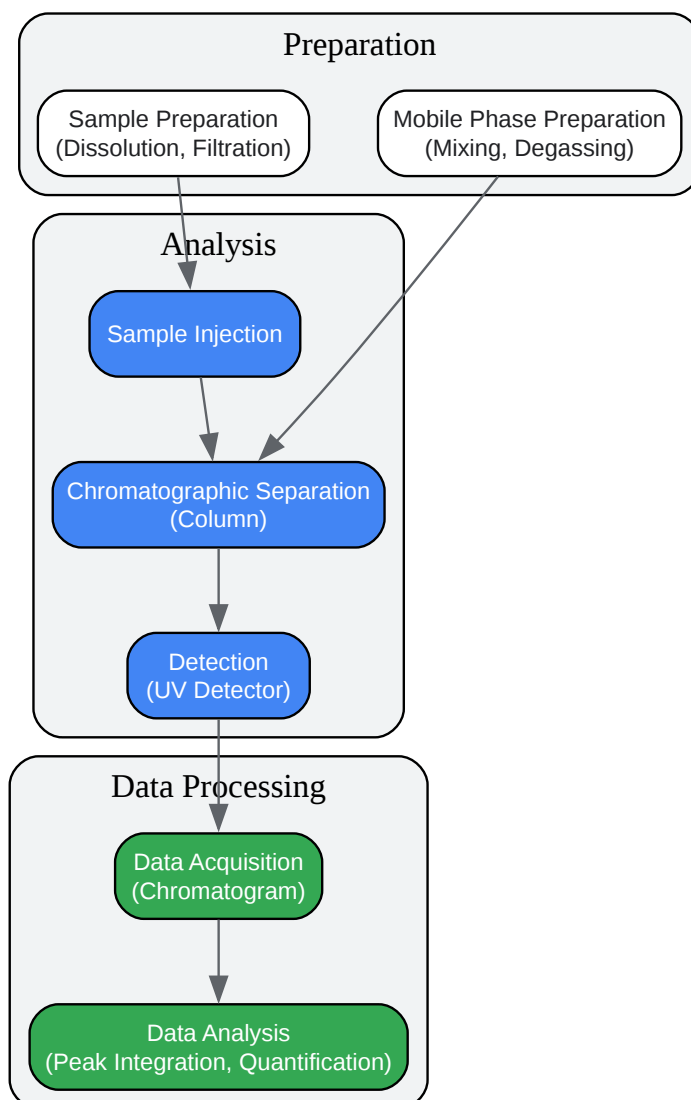 Preparation
Sample Preparation
(Dissolution, Filtration)
Mobile Phase Preparation
(Mixing, Degassing)
Analysis
Sample Injection
Chromatographic Separation
(Column)
Detection
(UV Detector)
Data Processing
Data Acquisition
(Chromatogram)
Data Analysis
(Peak Integration, Quantification)